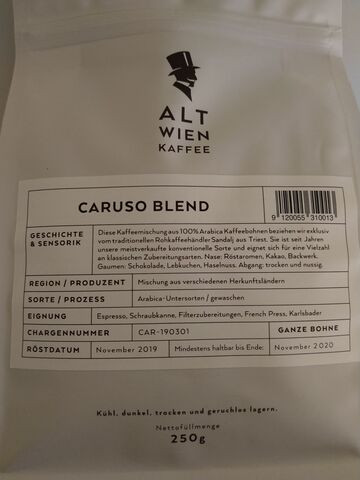 ALT
WIEN
KAFFEE
CARUSO BLEND
9 120055 310013
GESCHICHTE
& SENSORIK
Diese Kaffeemischung aus 100% Arabica Kaffeebohnen beziehen wir exklusiv
vom traditionellen Rohkaffeehändler Sandalj aus Triest. Sie ist seit Jahren
unsere meistverkaufte konventionelle Sorte und eignet sich für eine Vielzahl
an klassischen Zubereitungsarten. Nase: Röstaromen, Kakao, Backwerk.
Gaumen: Schokolade, Lebkuchen, Haselnuss. Abgang: trocken und nussig.
REGION / PRODUZENT Mischung aus verschiedenen Herkunftsländern
SORTE / PROZESS Arabica-Untersorten / gewaschen
EIGNUNG Espresso, Schraubkanne, Filterzubereitungen, French Press, Karlsbader
CHARGENNUMMER CAR-190301 GANZE BOHNE
RÖSTDATUM November 2019 Mindestens haltbar bis Ende: November 2020
Kühl, dunkel, trocken und geruchlos lagern.
Nettofüllmenge
250g